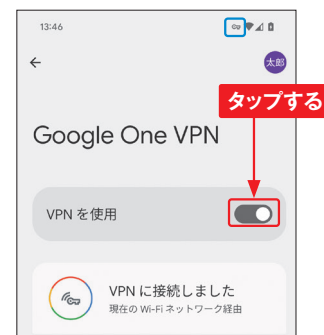 13:46
太郎
タップする
Google One VPN
VPN を使用
VPN に接続しました
現在の Wi-Fi ネットワーク経由